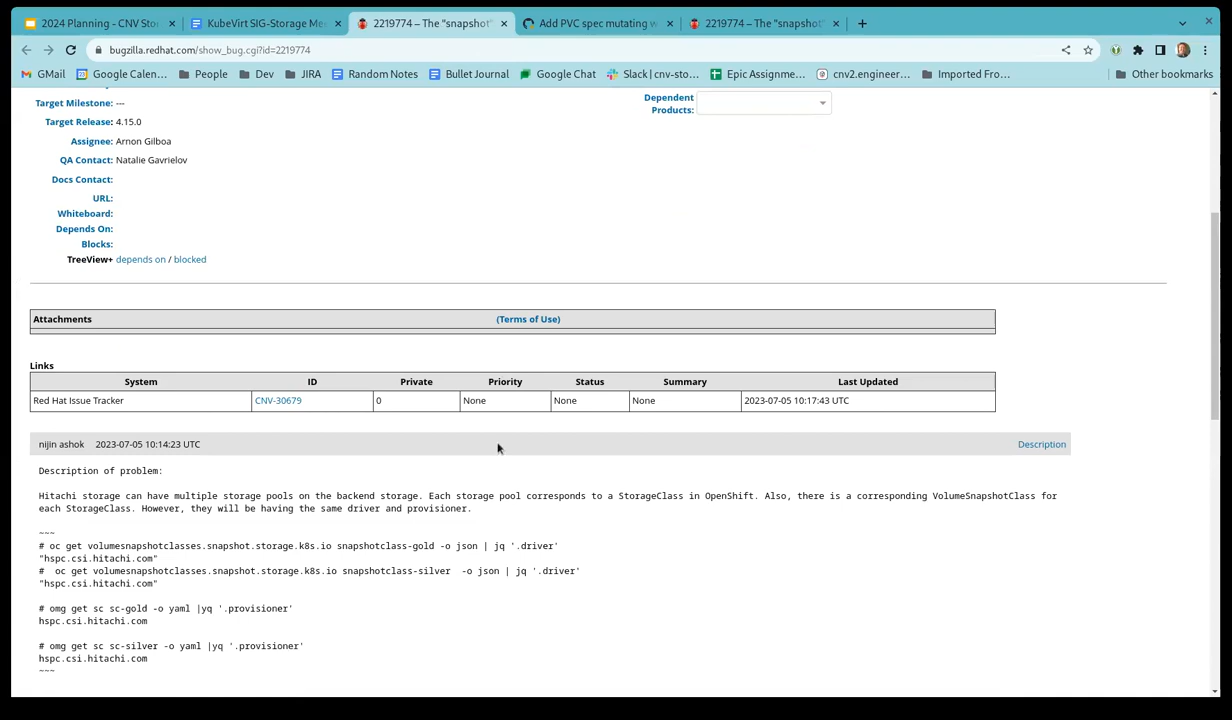 2024 Planning - CNV Sto
KubeVirt SIG-Storage Me
2219774 – The "snapshot"
Add PVC spec mutating w
2219774 – The "snapshot"
bugzilla.redhat.com/show_bug.cgi?id=2219774
GMail
Google Calen...
People
Dev
JIRA
Random Notes
Bullet Journal
Google Chat
Slack | cnv-sto...
Epic Assignme...
cnv2.engineer...
Imported Fro...
Other bookmarks
Target Milestone: ---
Target Release: 4.15.0
Assignee: Arnon Gilboa
QA Contact: Natalie Gavrielov
Docs Contact:
URL:
Whiteboard:
Depends On:
Blocks:
TreeView+ depends on / blocked
Dependent
Products:
Attachments (Terms of Use)
Links
System ID Private Priority Status Summary Last Updated
Red Hat Issue Tracker CNV-30679 0 None None None 2023-07-05 10:17:43 UTC
nijin ashok 2023-07-05 10:14:23 UTC Description
Description of problem:
Hitachi storage can have multiple storage pools on the backend storage. Each storage pool corresponds to a StorageClass in OpenShift. Also, there is a corresponding VolumeSnapshotClass for
each StorageClass. However, they will be having the same driver and provisioner.
~~~
# oc get volumesnapshotclasses.snapshot.storage.k8s.io snapshotclass-gold -o json | jq '.driver'
"hspc.csi.hitachi.com"
#  oc get volumesnapshotclasses.snapshot.storage.k8s.io snapshotclass-silver  -o json | jq '.driver'
"hspc.csi.hitachi.com"
# omg get sc sc-gold -o yaml |yq '.provisioner'
hspc.csi.hitachi.com
# omg get sc sc-silver -o yaml |yq '.provisioner'
hspc.csi.hitachi.com
~~~